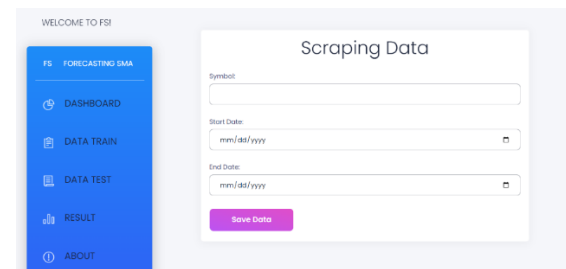 WELCOME TO FS!
FS FORECASTING SMA
DASHBOARD
DATA TRAIN
DATA TEST
RESULT
ABOUT
Scraping Data
Symbol:
Start Date:
mm/dd/yyyy
End Date:
mm/dd/yyyy
Save Data